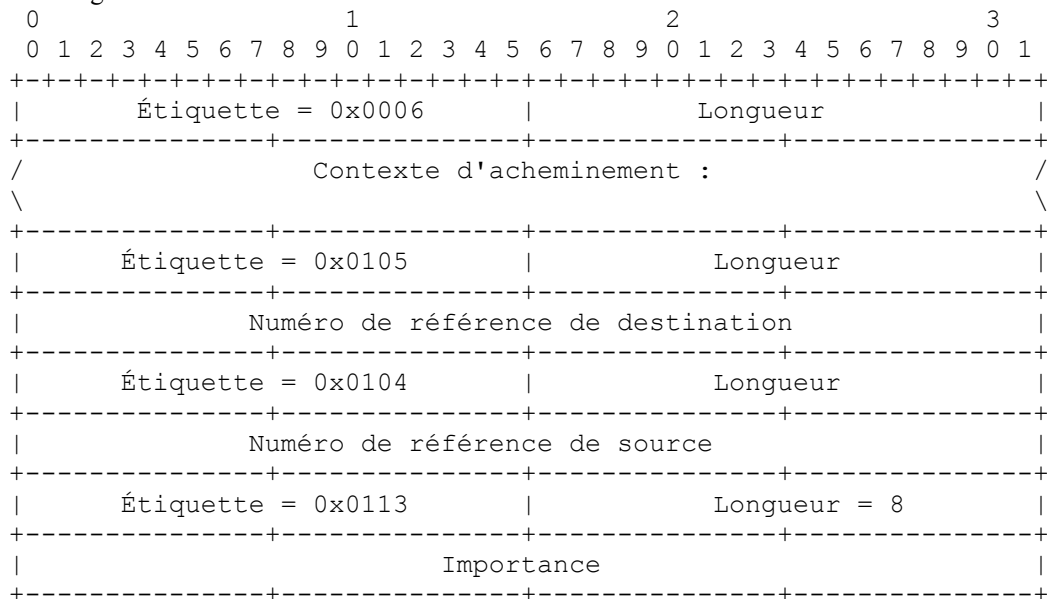 0                   1                   2                   3
0 1 2 3 4 5 6 7 8 9 0 1 2 3 4 5 6 7 8 9 0 1 2 3 4 5 6 7 8 9 0 1
+-+-+-+-+-+-+-+-+-+-+-+-+-+-+-+-+-+-+-+-+-+-+-+-+-+-+-+-+-+-+-+-+
|       Étiquette = 0x0006      |          Longueur             |
+---------------+---------------+---------------+---------------+
/                  Contexte d'acheminement :                    /
\                                                               \
+---------------+---------------+---------------+---------------+
|      Étiquette = 0x0105       |           Longueur            |
+---------------+---------------+---------------+---------------+
|              Numéro de référence de destination               |
+---------------+---------------+---------------+---------------+
|      Étiquette = 0x0104       |           Longueur            |
+---------------+---------------+---------------+---------------+
|              Numéro de référence de source                    |
+---------------+---------------+---------------+---------------+
|      Étiquette = 0x0113       |           Longueur = 8        |
+---------------+---------------+---------------+---------------+
|                          Importance                           |
+---------------+---------------+---------------+---------------+